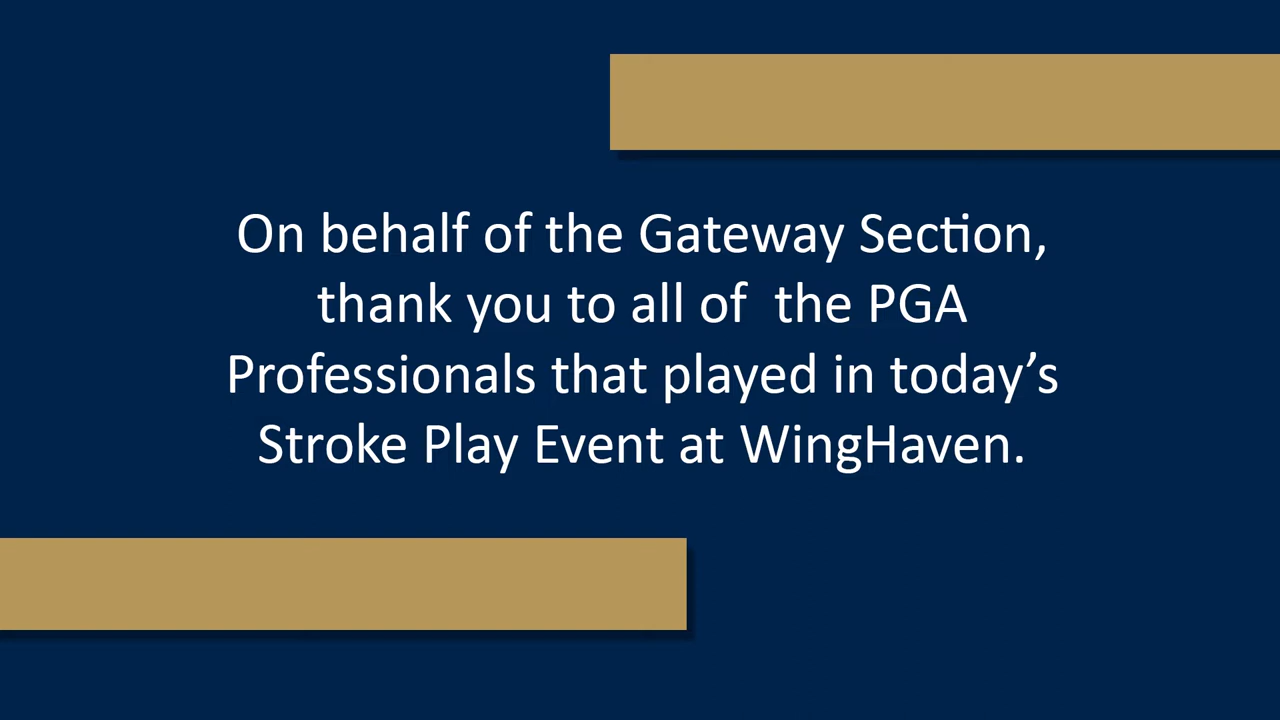 On behalf of the Gateway Section,
thank you to all of  the PGA
Professionals that played in today’s
Stroke Play Event at WingHaven.